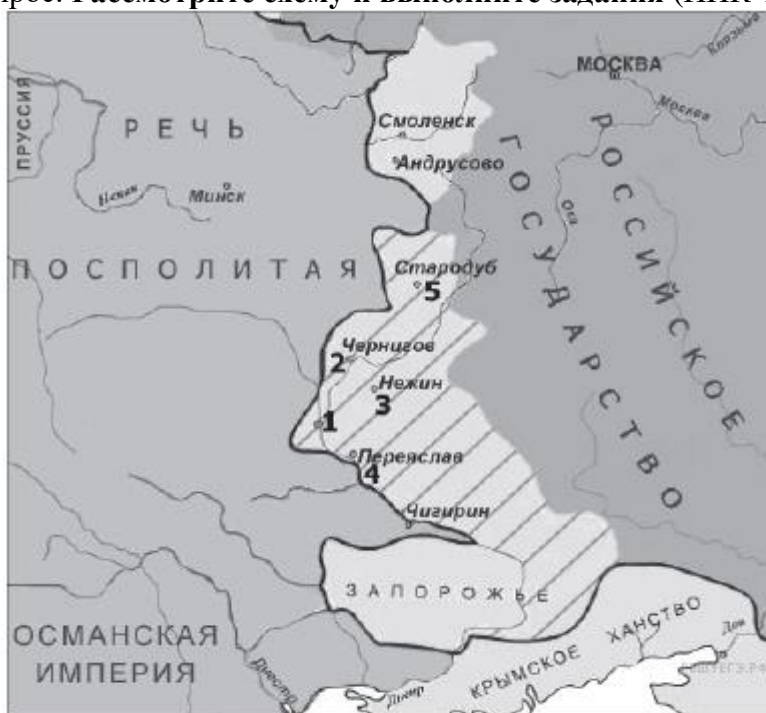 Рассмотрите схему и выполните задания
МОСКВА
Клязьма
Москва
ПРУССИЯ
РЕЧЬ
Смоленск
Андрусово
Неман
Минск
Ока
РОССИЙСКОЕ
ГОСУДАРСТВО
ПОСПОЛИТАЯ
Стародуб
5
Чернигов
2
Нежин
3
1
Переяслав
4
Чигирин
ЗАПОРОЖЬЕ
ОСМАНСКАЯ
ИМПЕРИЯ
Днестр
Днепр
КРЫМСКОЕ ХАНСТВО
Дон